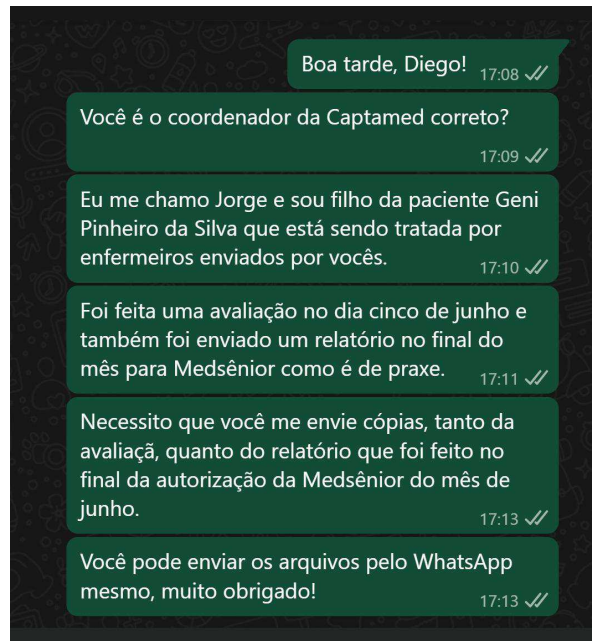 Boa tarde, Diego! 17:08
Você é o coordenador da Captamed correto?
17:09
Eu me chamo Jorge e sou filho da paciente Geni
Pinheiro da Silva que está sendo tratada por
enfermeiros enviados por vocês. 17:10
Foi feita uma avaliação no dia cinco de junho e
também foi enviado um relatório no final do
mês para Medsênior como é de praxe. 17:11
Necessito que você me envie cópias, tanto da
avaliaçã, quanto do relatório que foi feito no
final da autorização da Medsênior do mês de
junho. 17:13
Você pode enviar os arquivos pelo WhatsApp
mesmo, muito obrigado! 17:13